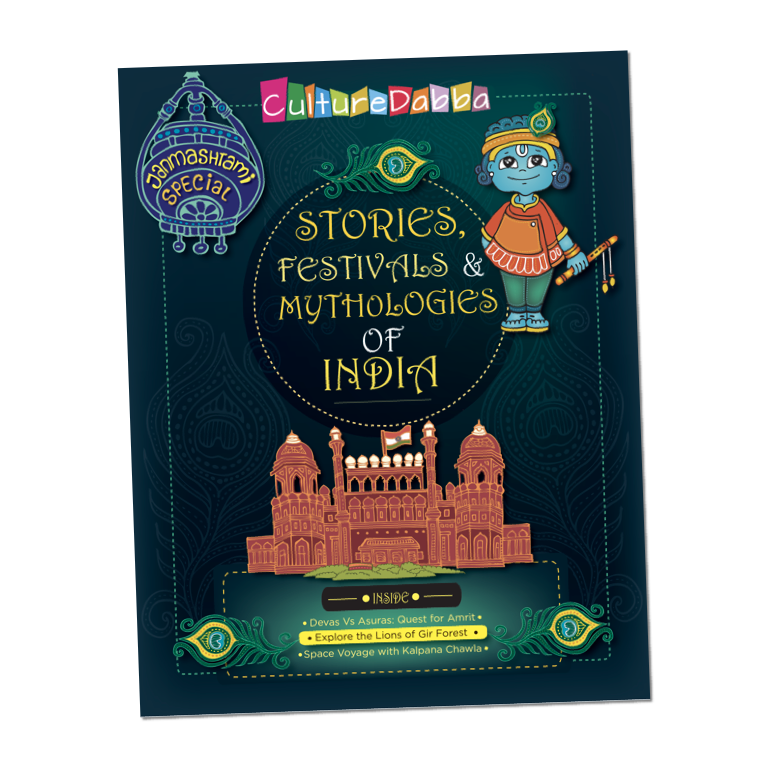 CultureDabba
Janmashtami
Special
STORIES,
FESTIVALS &
MYTHOLOGIES
OF
INDIA
INSIDE
• Devas Vs Asuras: Quest for Amrit •
• Explore the Lions of Gir Forest •
• Space Voyage with Kalpana Chawla •